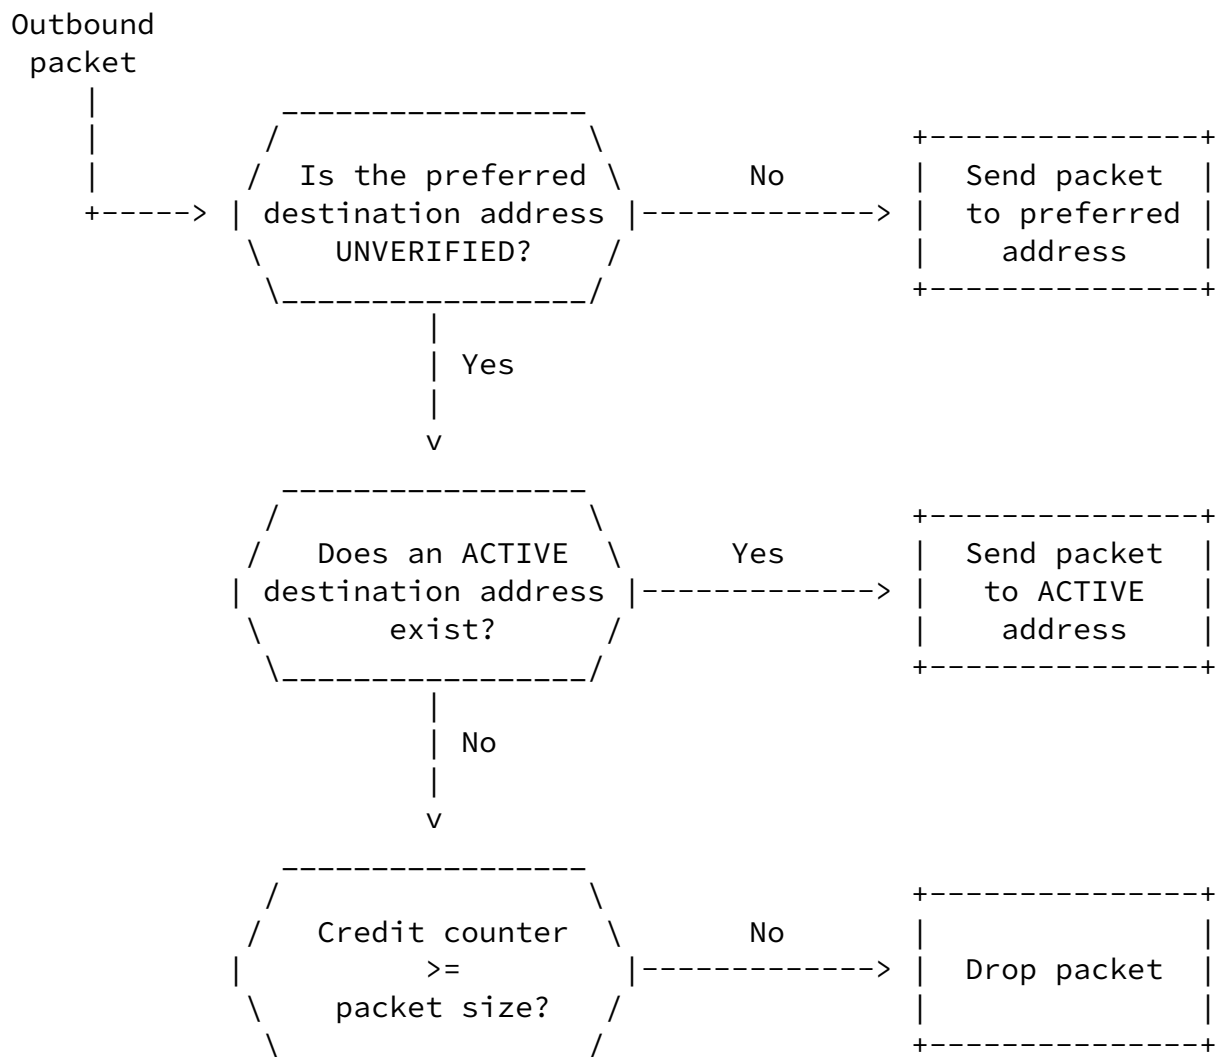 Outbound
packet
Is the preferred
No
Send packet
destination address
to preferred
UNVERIFIED?
address
Yes
Does an ACTIVE
Yes
Send packet
destination address
to ACTIVE
exist?
address
No
Credit counter
No
>=
Drop packet
packet size?